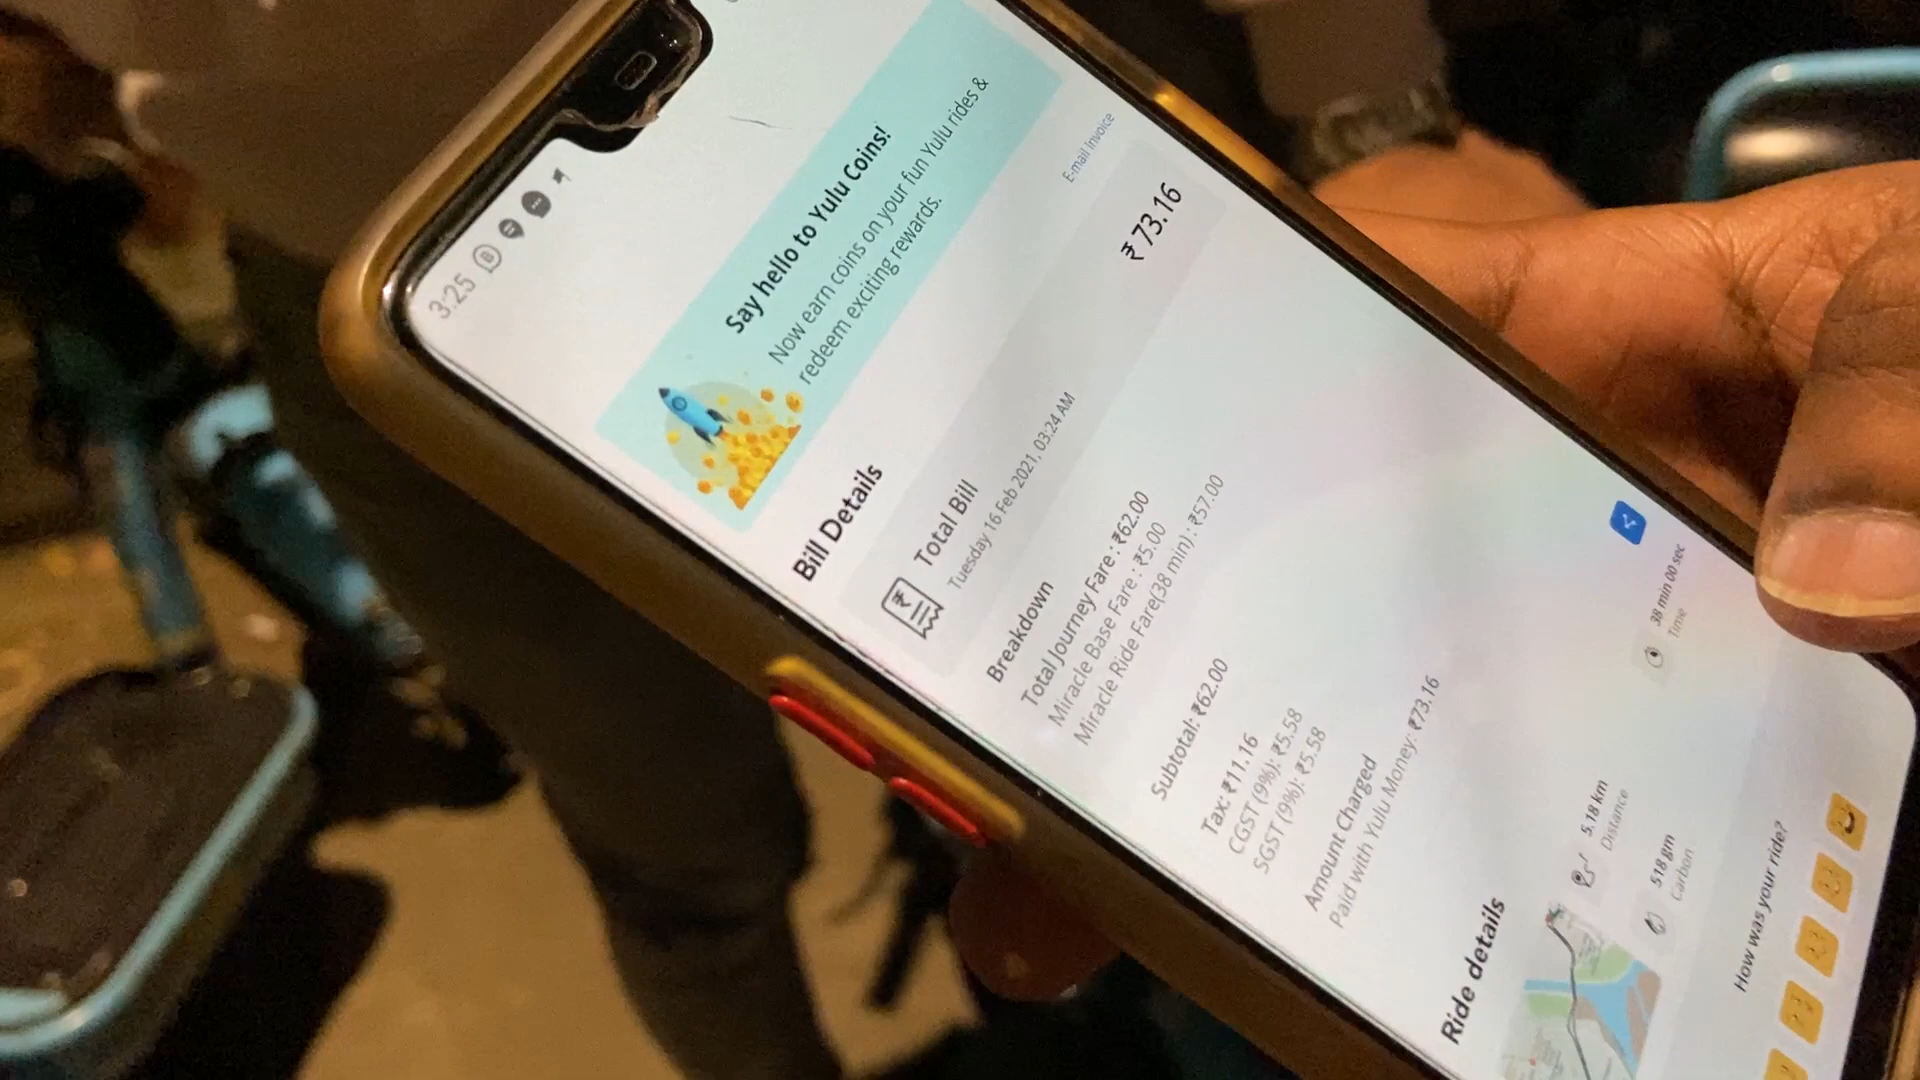 3:25
Say hello to Yulu Coins!
Now earn coins on your fun Yulu rides &
redeem exciting rewards.
Bill Details
E-mail Invoice
Total Bill
₹73.16
Tuesday 16 Feb 2021, 03:24 AM
Breakdown
Total Journey Fare : ₹62.00
Miracle Base Fare : ₹5.00
Miracle Ride Fare(38 min) : ₹57.00
Subtotal: ₹62.00
Tax: ₹11.16
CGST (9%): ₹5.58
SGST (9%): ₹5.58
Amount Charged
Paid with Yulu Money: ₹73.16
Ride details
5.18 km
Distance
38 min 00 sec
Time
518 gm
Carbon
How was your ride?